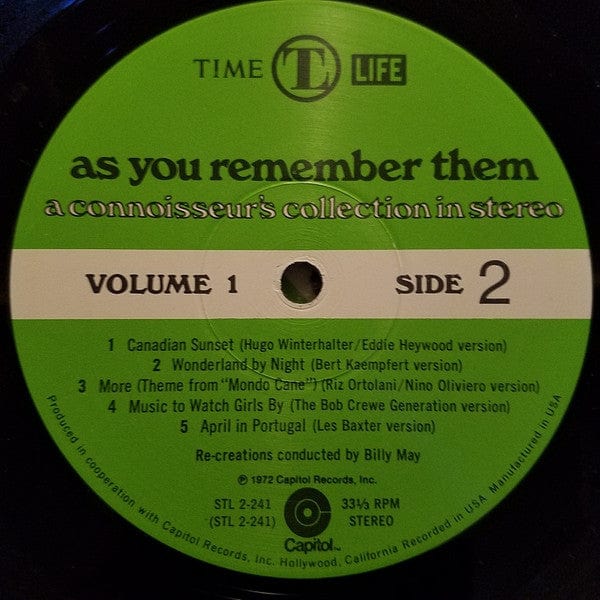 TIME TL LIFE
as you remember them
a connoisseur's collection in stereo
VOLUME 1 SIDE 2
1 Canadian Sunset (Hugo Winterhalter/Eddie Heywood version)
2 Wonderland by Night (Bert Kaempfert version)
3 More (Theme from "Mondo Cane") (Riz Ortolani/Nino Oliviero version)
4 Music to Watch Girls By (The Bob Crewe Generation version)
5 April in Portugal (Les Baxter version)
Re-creations conducted by Billy May
℗ 1972 Capitol Records, Inc.
STL 2-241 33⅓ RPM
(STL 2-241) STEREO
Capitol™
Produced in cooperation with Capitol Records, Inc. Hollywood, California Recorded in USA Manufactured in USA